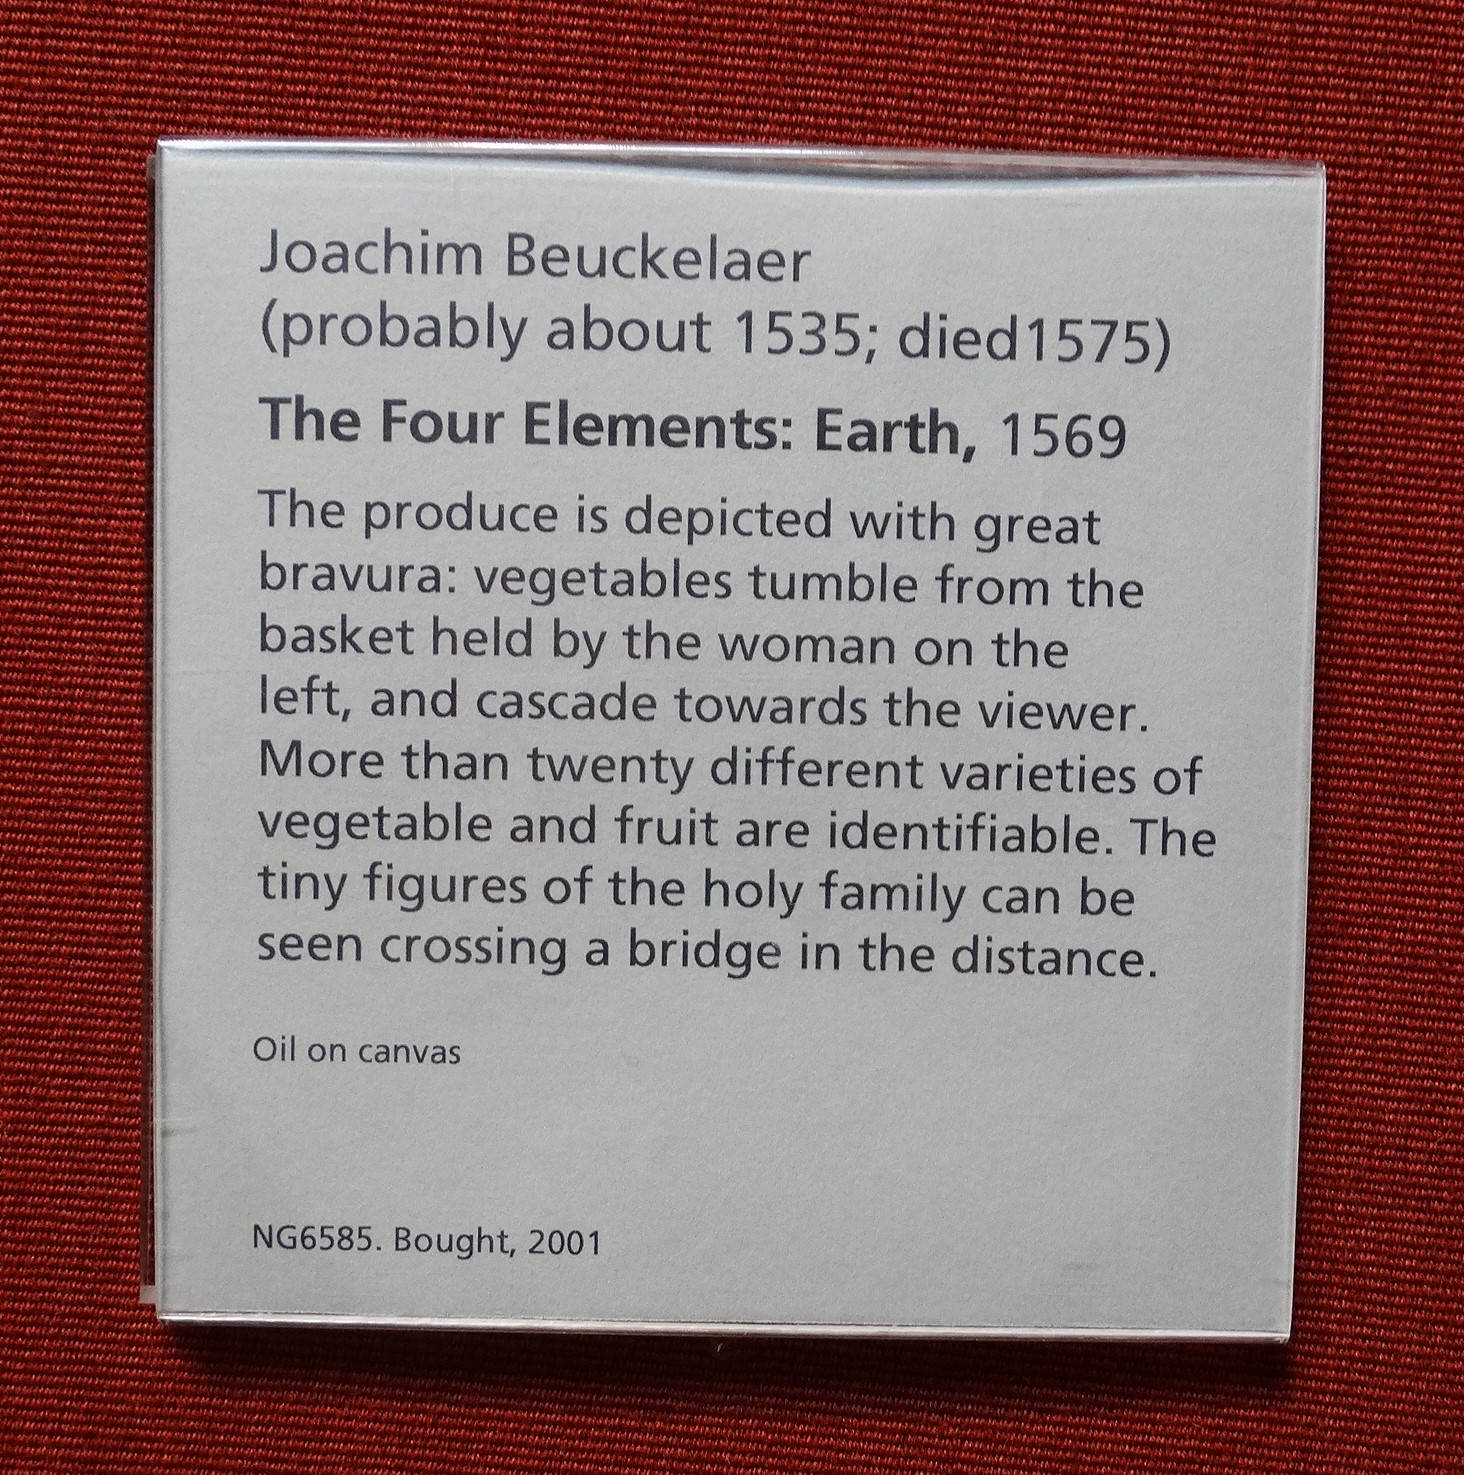 Joachim Beuckelaer
(probably about 1535; died1575)
The Four Elements: Earth, 1569
The produce is depicted with great
bravura: vegetables tumble from the
basket held by the woman on the
left, and cascade towards the viewer.
More than twenty different varieties of
vegetable and fruit are identifiable. The
tiny figures of the holy family can be
seen crossing a bridge in the distance.
Oil on canvas
NG6585. Bought, 2001